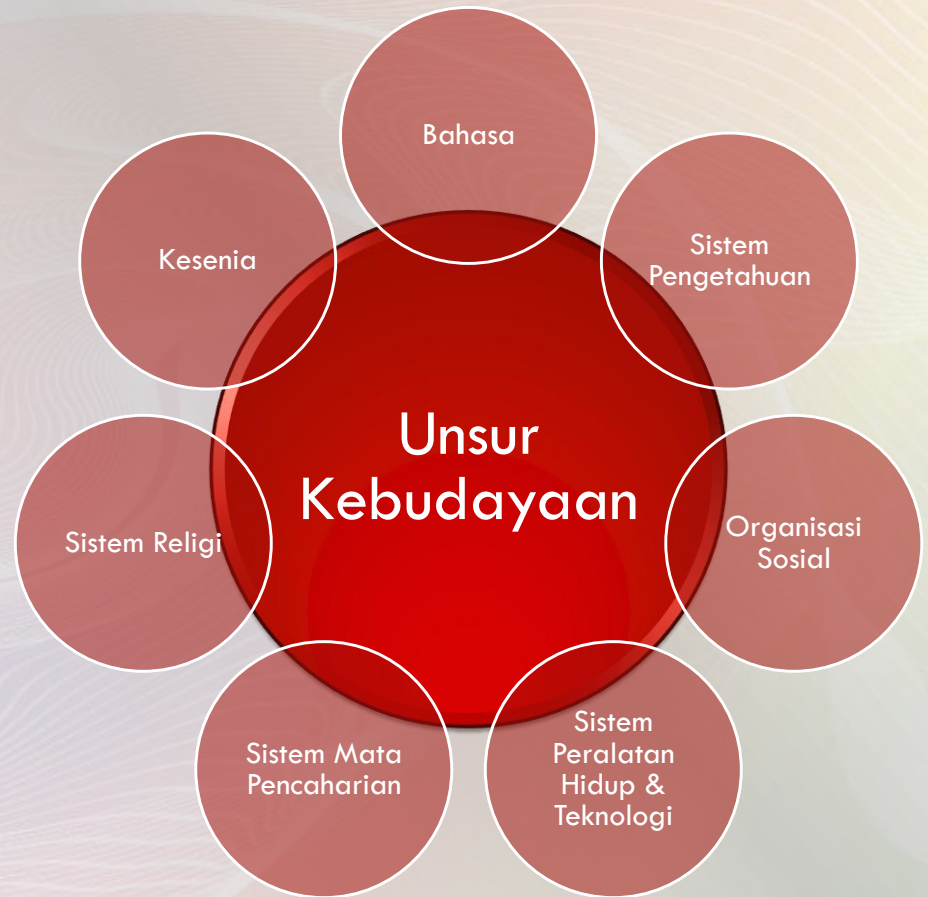 Bahasa
Sistem
Pengetahuan
Organisasi
Sosial
Sistem
Peralatan
Hidup &
Teknologi
Sistem Mata
Pencaharian
Sistem Religi
Kesenia
Unsur
Kebudayaan